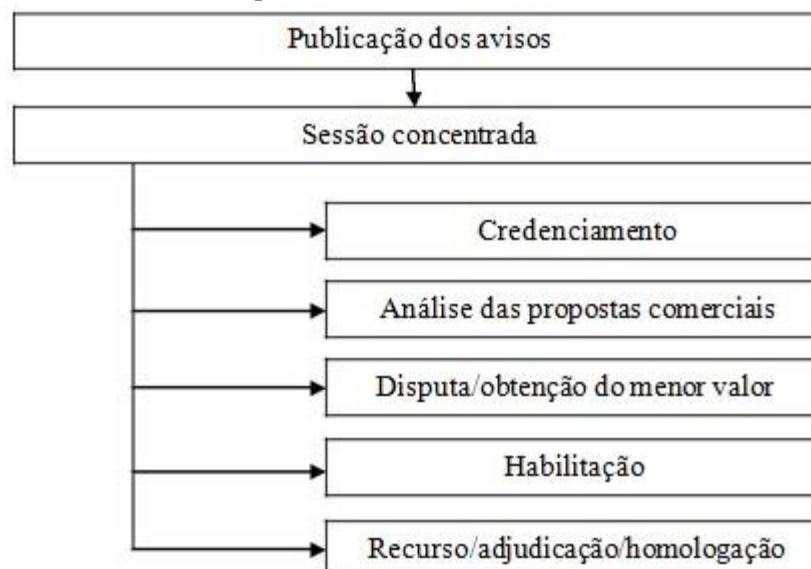 Publicação dos avisos
Sessão concentrada
Credenciamento
Análise das propostas comerciais
Disputa/obtenção do menor valor
Habilitação
Recurso/adjudicação/homologação